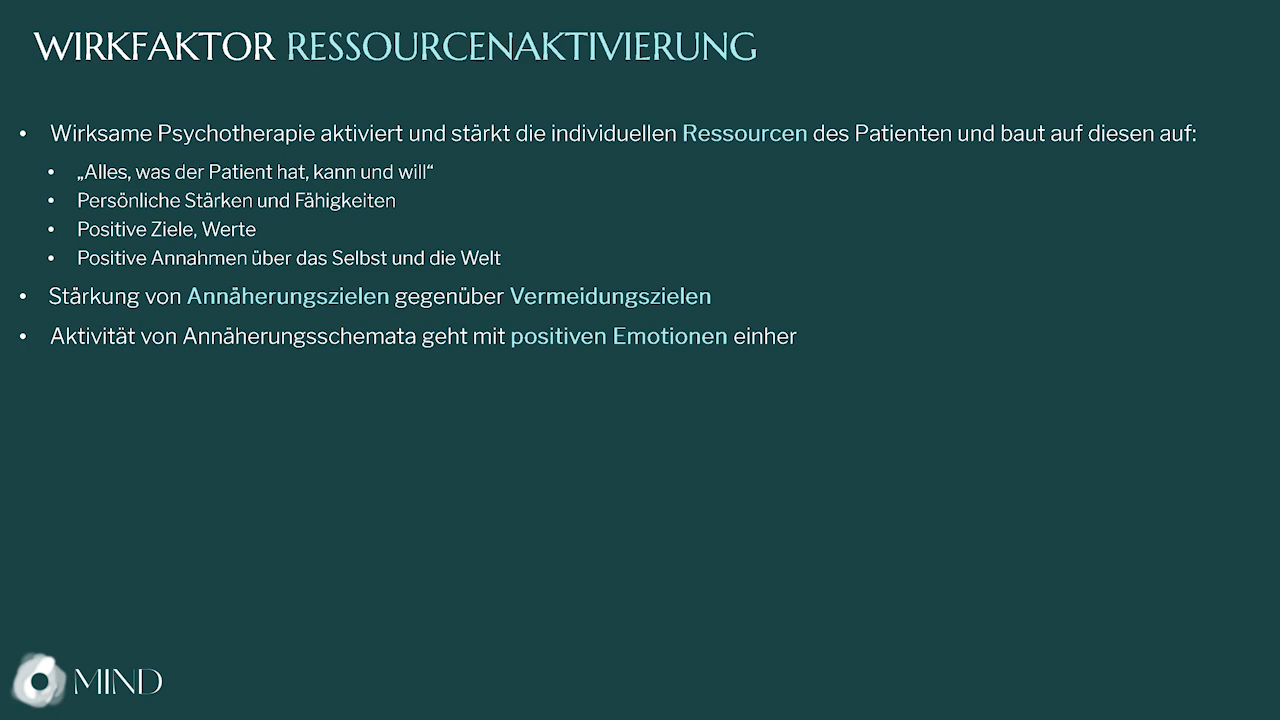 WIRKFAKTOR RESSOURCENAKTIVIERUNG
• Wirksame Psychotherapie aktiviert und stärkt die individuellen Ressourcen des Patienten und baut auf diesen auf:
• „Alles, was der Patient hat, kann und will“
• Persönliche Stärken und Fähigkeiten
• Positive Ziele, Werte
• Positive Annahmen über das Selbst und die Welt
• Stärkung von Annäherungszielen gegenüber Vermeidungszielen
• Aktivität von Annäherungsschemata geht mit positiven Emotionen einher
MIND